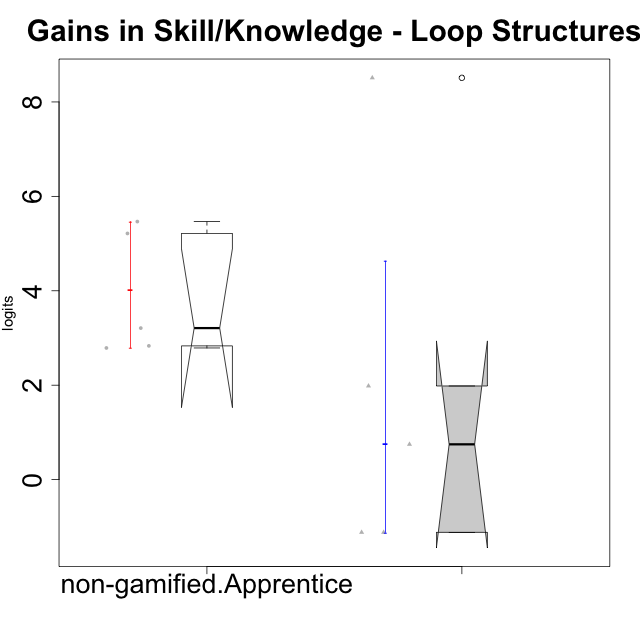 Gains in Skill/Knowledge - Loop Structures
8
6
4
2
0
logits
non-gamified.Apprentice